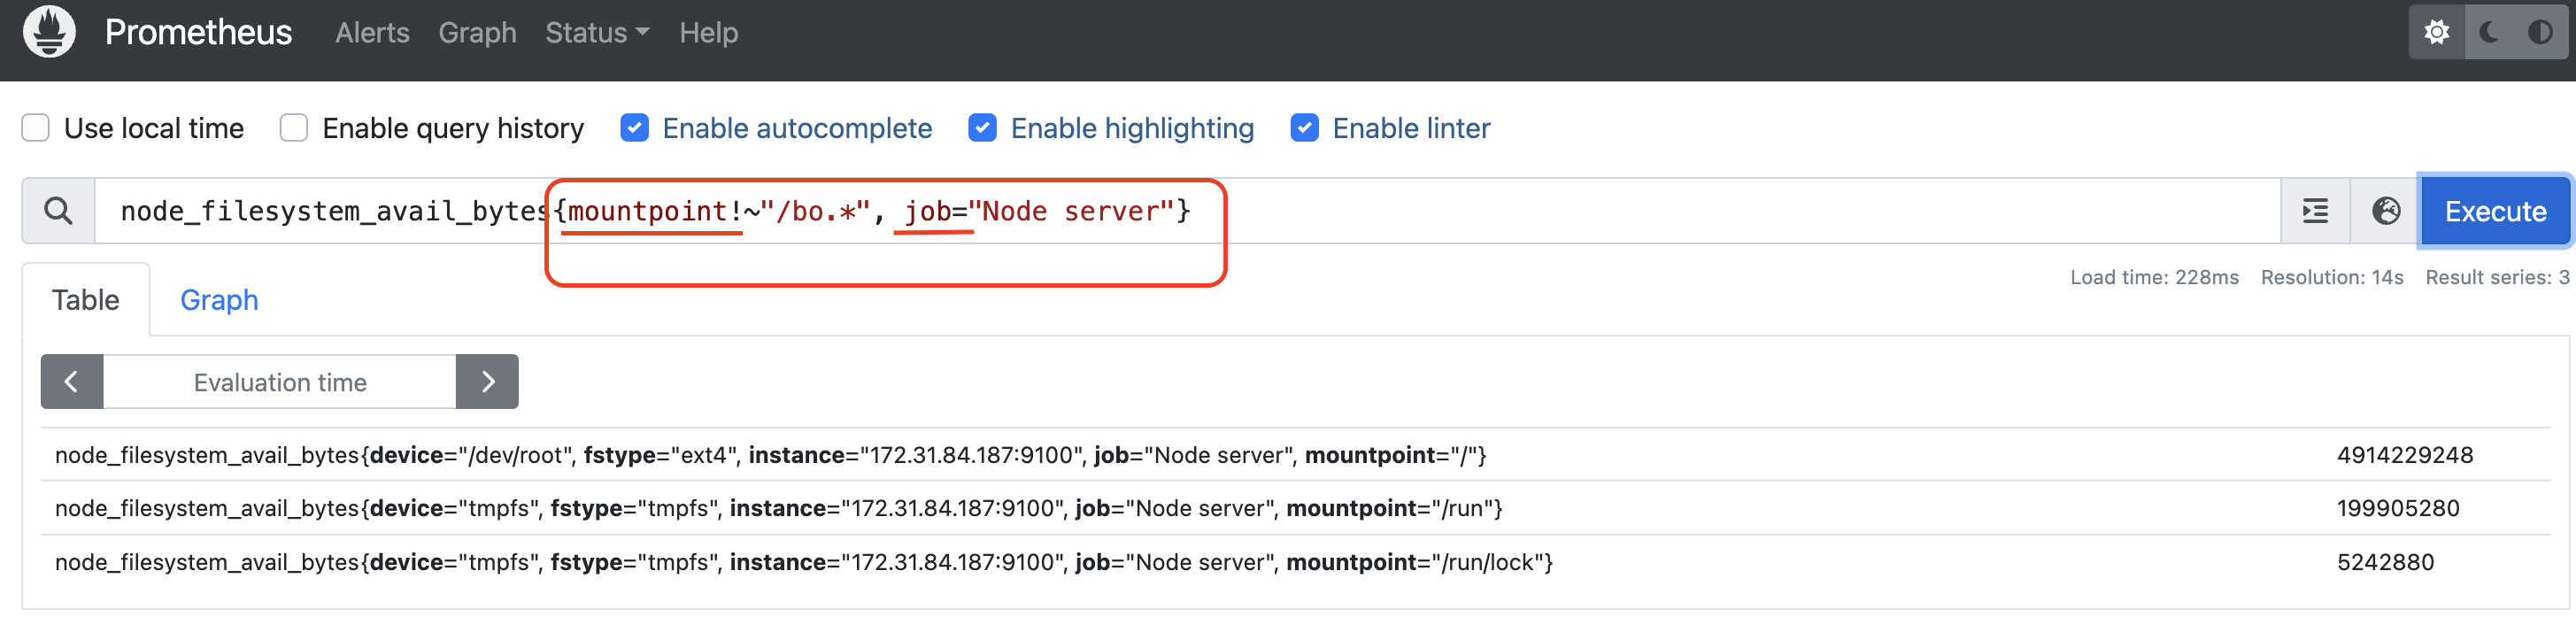 Prometheus Alerts Graph Status Help
Use local time Enable query history Enable autocomplete Enable highlighting Enable linter
node_filesystem_avail_bytes{mountpoint!~"/bo.*", job="Node server"} Execute
Load time: 228ms Resolution: 14s Result series: 3
Table Graph
Evaluation time
node_filesystem_avail_bytes{device="/dev/root", fstype="ext4", instance="172.31.84.187:9100", job="Node server", mountpoint="/"} 4914229248
node_filesystem_avail_bytes{device="tmpfs", fstype="tmpfs", instance="172.31.84.187:9100", job="Node server", mountpoint="/run"} 199905280
node_filesystem_avail_bytes{device="tmpfs", fstype="tmpfs", instance="172.31.84.187:9100", job="Node server", mountpoint="/run/lock"} 5242880